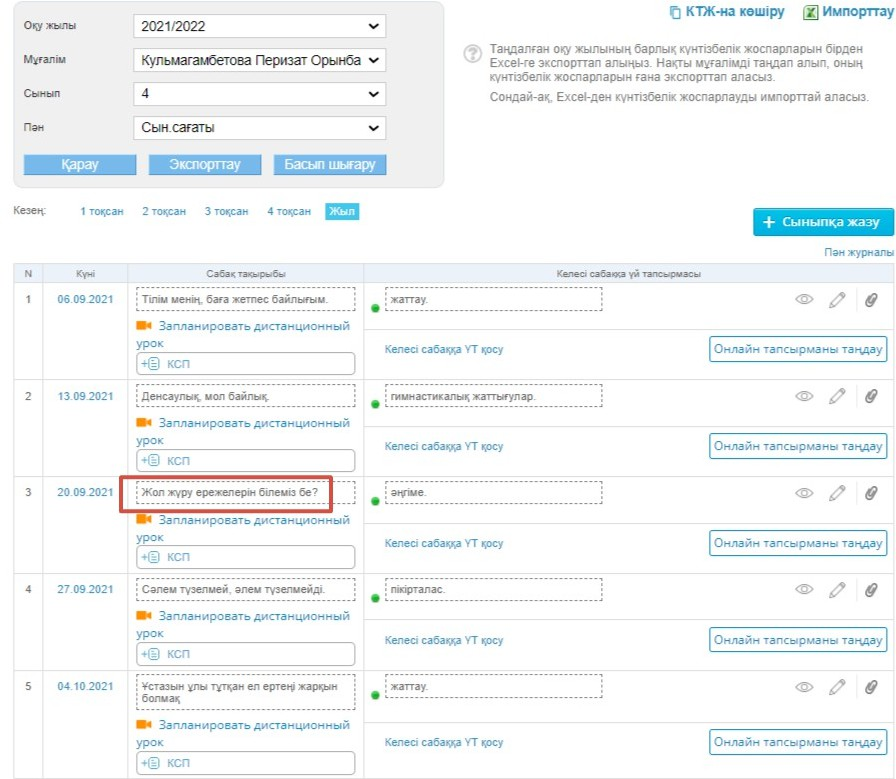 КТЖ-на көшіру Импорттау
Оқу жылы 2021/2022
Мұғалім Кульмагамбетова Перизат Орынба
Сынып 4
Пән Сын.сағаты
Қарау Экспорттау Басып шығару
Таңдалған оқу жылының барлық күнтізбелік жоспарларын бірден
Excel-ге экспорттап алыңыз. Нақты мұғалімді таңдап алып, оның
күнтізбелік жоспарларын ғана экспорттап аласыз.
Сондай-ақ, Excel-ден күнтізбелік жоспарлауды импорттай аласыз.
Кезең: 1 тоқсан 2 тоқсан 3 тоқсан 4 тоқсан Жыл
+ Сыныпқа жазу
Пән журналы
N Күні Сабақ тақырыбы Келесі сабаққа үй тапсырмасы
1 06.09.2021 Тілім менің, баға жетпес байлығым. жаттау.
Запланировать дистанционный
урок
Келесі сабаққа ҮТ қосу Онлайн тапсырманы таңдау
КСП
2 13.09.2021 Денсаулық, мол байлық. гимнастикалық жаттығулар.
Запланировать дистанционный
урок
Келесі сабаққа ҮТ қосу Онлайн тапсырманы таңдау
КСП
3 20.09.2021 Жол жүру ережелерін білеміз бе? әңгіме.
Запланировать дистанционный
урок
Келесі сабаққа ҮТ қосу Онлайн тапсырманы таңдау
КСП
4 27.09.2021 Сәлем түзелмей, әлем түзелмейді. пікірталас.
Запланировать дистанционный
урок
Келесі сабаққа ҮТ қосу Онлайн тапсырманы таңдау
КСП
5 04.10.2021 Ұстазын ұлы тұтқан ел ертеңі жарқын
болмақ
жаттау.
Запланировать дистанционный
урок
Келесі сабаққа ҮТ қосу Онлайн тапсырманы таңдау
КСП